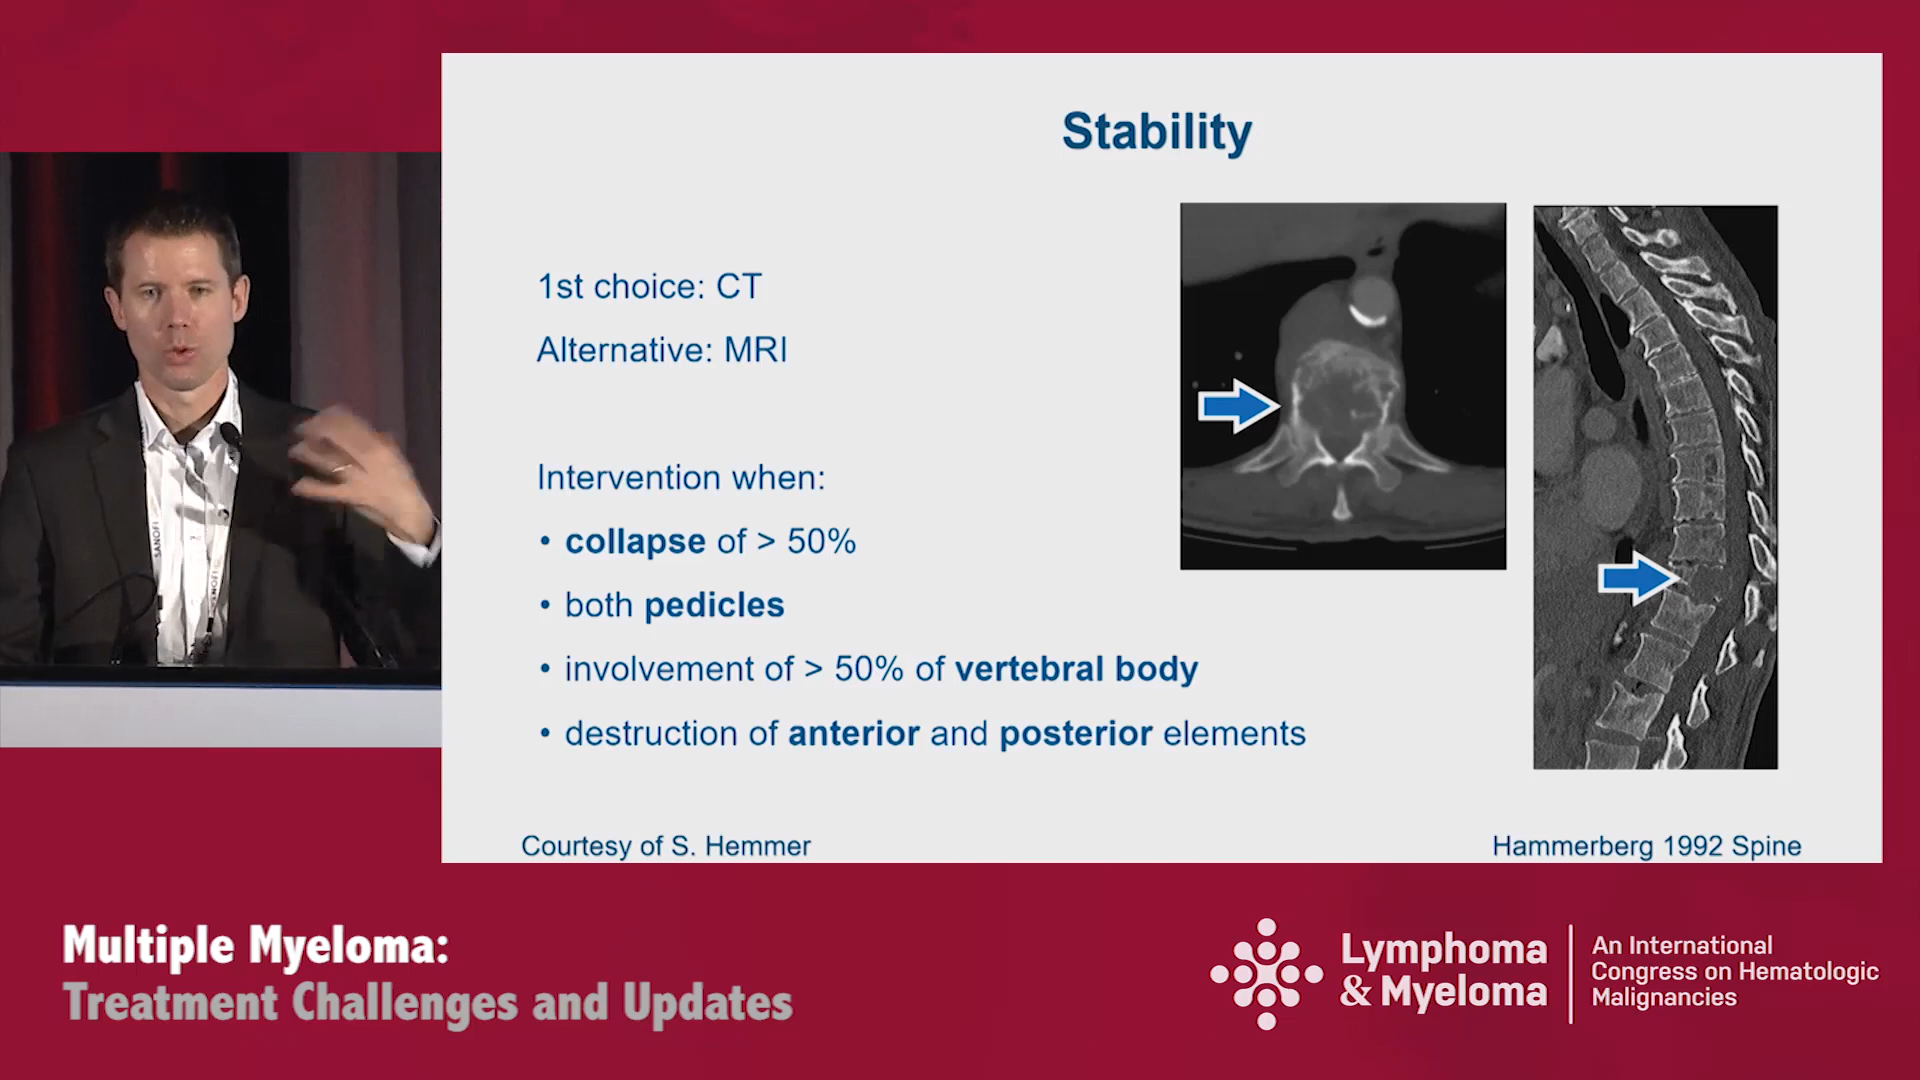 Stability
1st choice: CT
Alternative: MRI
Intervention when:
• collapse of > 50%
• both pedicles
• involvement of > 50% of vertebral body
• destruction of anterior and posterior elements
Courtesy of S. Hemmer
Hammerberg 1992 Spine
SANOFI
Multiple Myeloma:
Treatment Challenges and Updates
Lymphoma
& Myeloma
An International
Congress on Hematologic
Malignancies